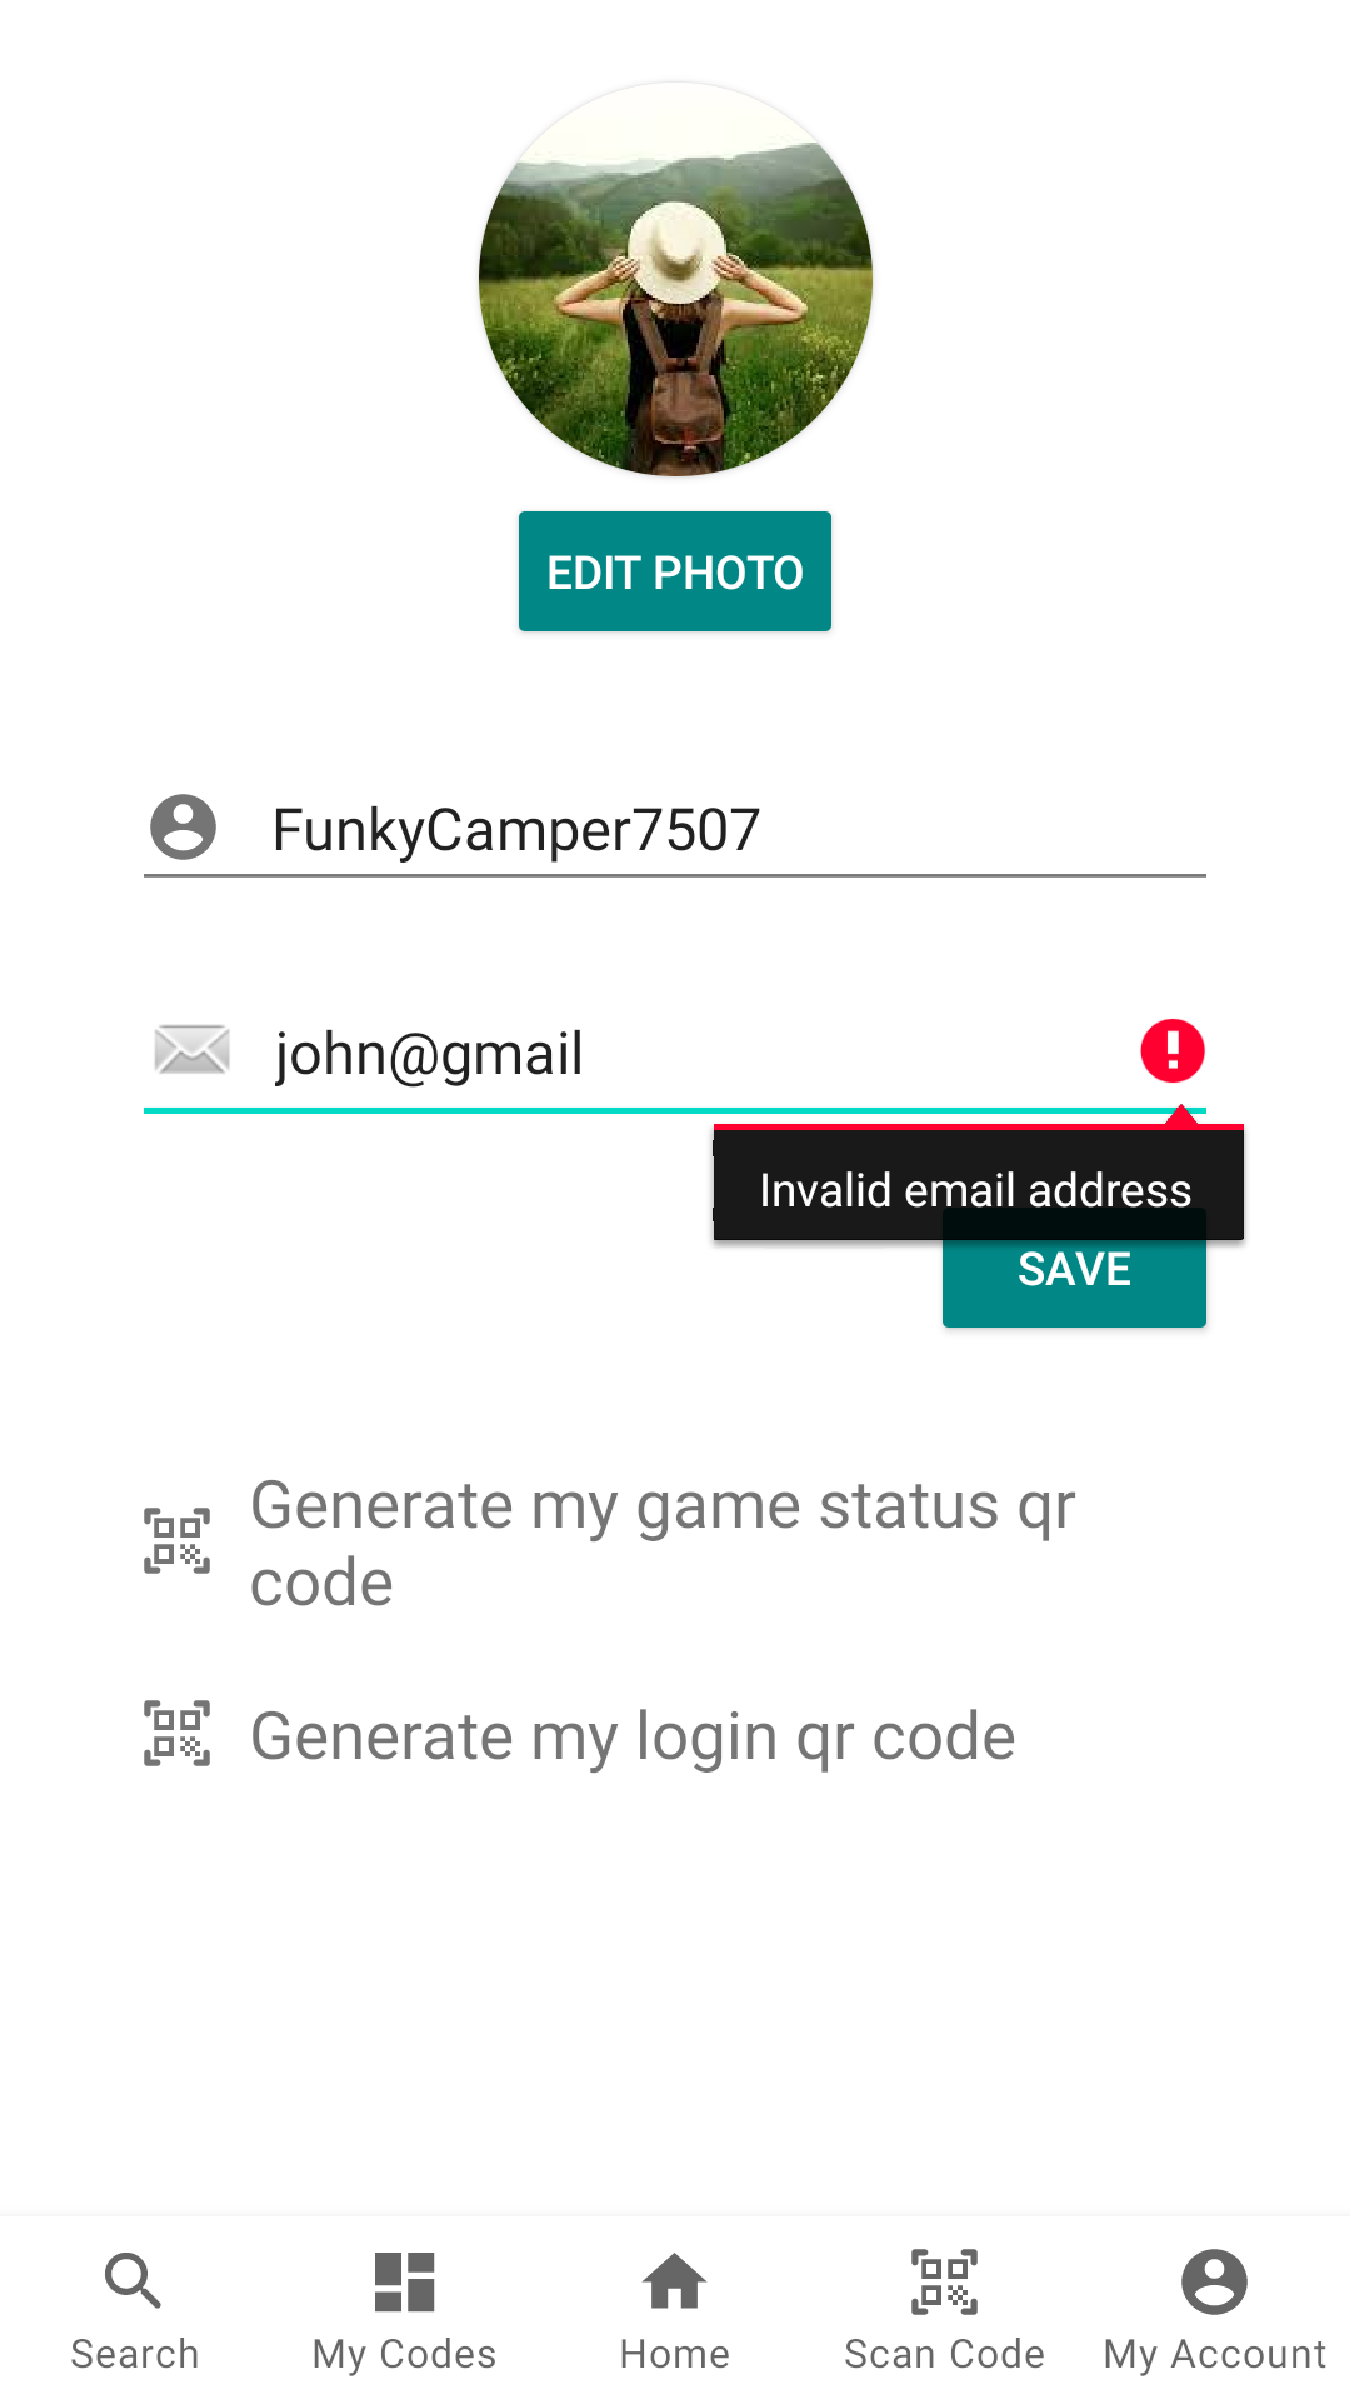 EDIT PHOTO
FunkyCamper7507
john@gmail
Invalid email address
SAVE
Generate my game status qr
code
Generate my login qr code
Search
My Codes
Home
Scan Code
My Account